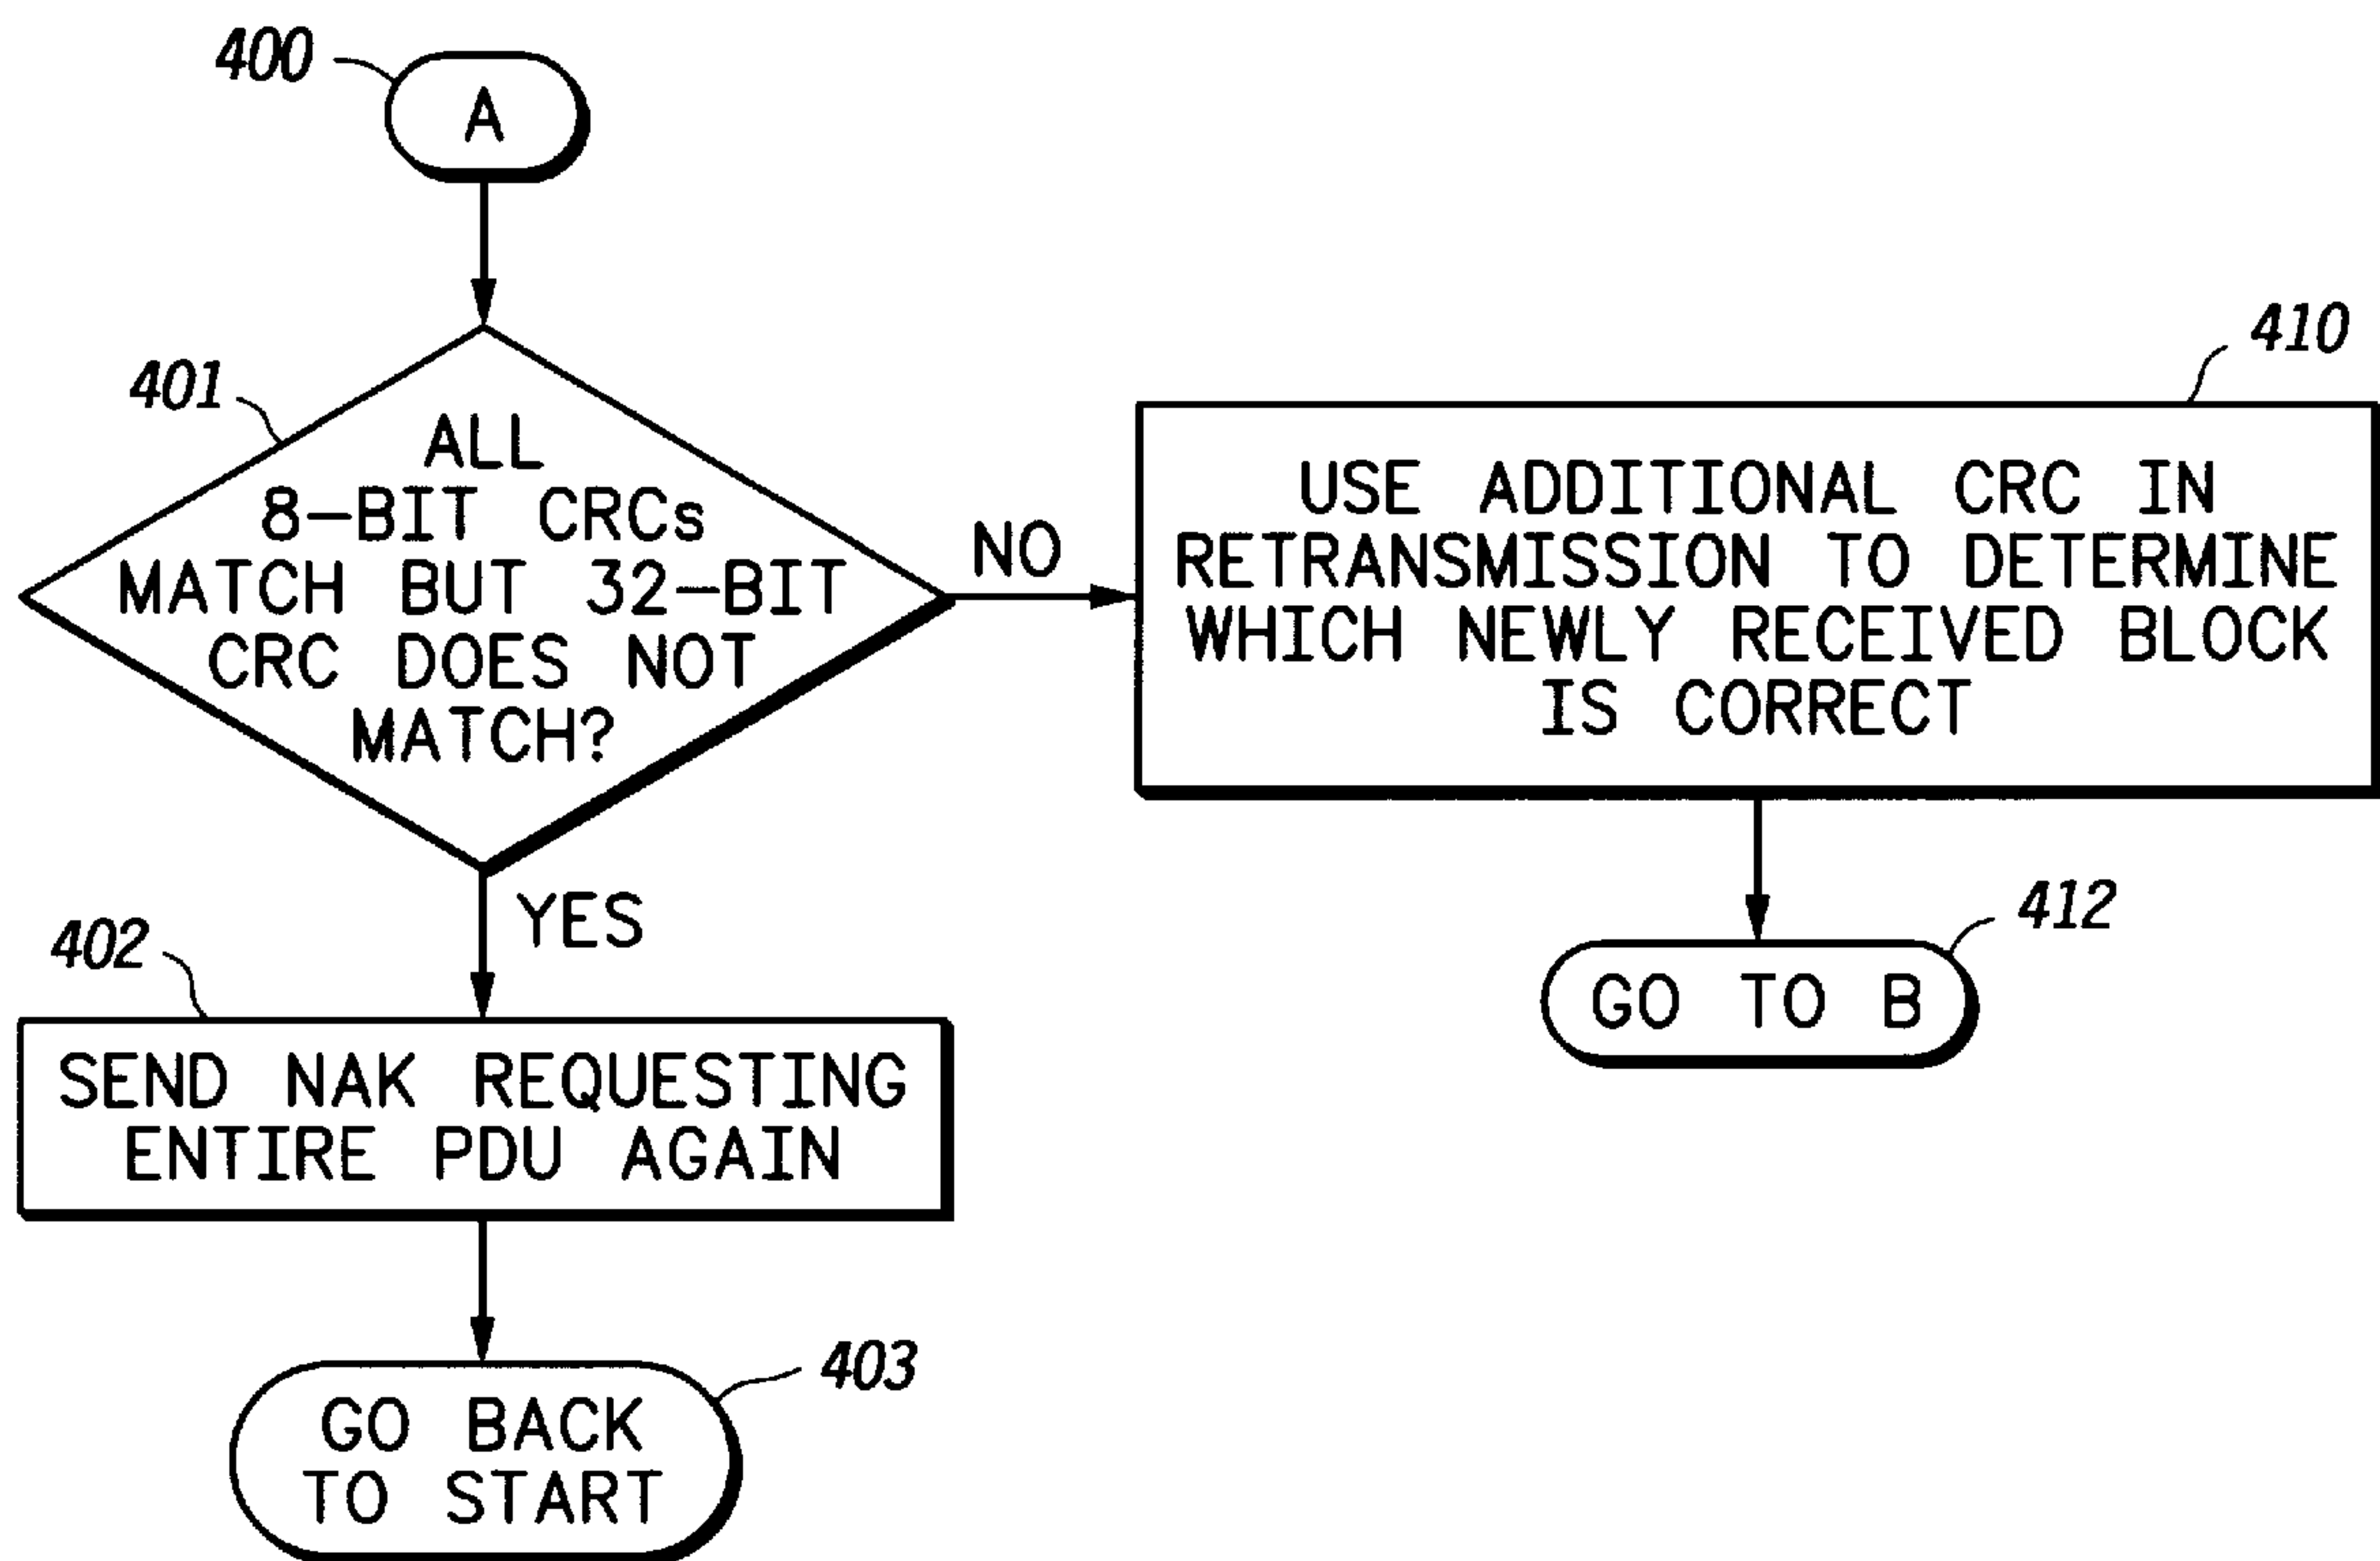 400
A
401
ALL
8-BIT CRCs
MATCH BUT 32-BIT
CRC DOES NOT
MATCH?
NO
410
USE ADDITIONAL CRC IN
RETRANSMISSION TO DETERMINE
WHICH NEWLY RECEIVED BLOCK
IS CORRECT
YES
412
GO TO B
402
SEND NAK REQUESTING
ENTIRE PDU AGAIN
403
GO BACK
TO START